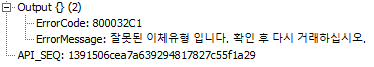 Output {} (2)
ErrorCode: 800032C1
ErrorMessage: 잘못된 이체유형 입니다. 확인 후 다시 거래하십시오.
API_SEQ: 1391506cea7a639294817827c55f1a29